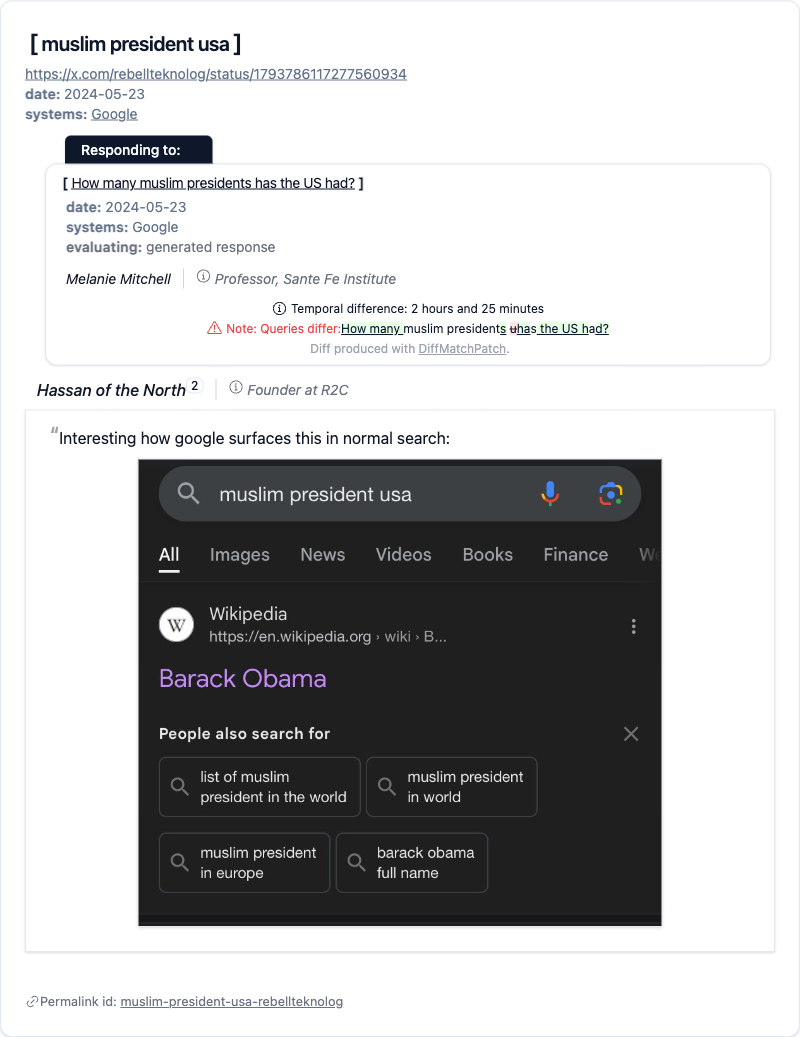 [ muslim president usa ]
https://x.com/rebellteknolog/status/1793786117277560934
date: 2024-05-23
systems: Google
Responding to:
[ How many muslim presidents has the US had? ]
date: 2024-05-23
systems: Google
evaluating: generated response
Melanie Mitchell
Professor, Sante Fe Institute
Temporal difference: 2 hours and 25 minutes
Note: Queries differ:How many muslim presidents uhas the US had?
Diff produced with DiffMatchPatch.
Hassan of the North 2
Founder at R2C
“Interesting how google surfaces this in normal search:
muslim president usa
All Images News Videos Books Finance We
W
Wikipedia
https://en.wikipedia.org › wiki › B...
Barack Obama
People also search for
list of muslim
president in the world
muslim president
in world
muslim president
in europe
barack obama
full name
Permalink id: muslim-president-usa-rebellteknolog